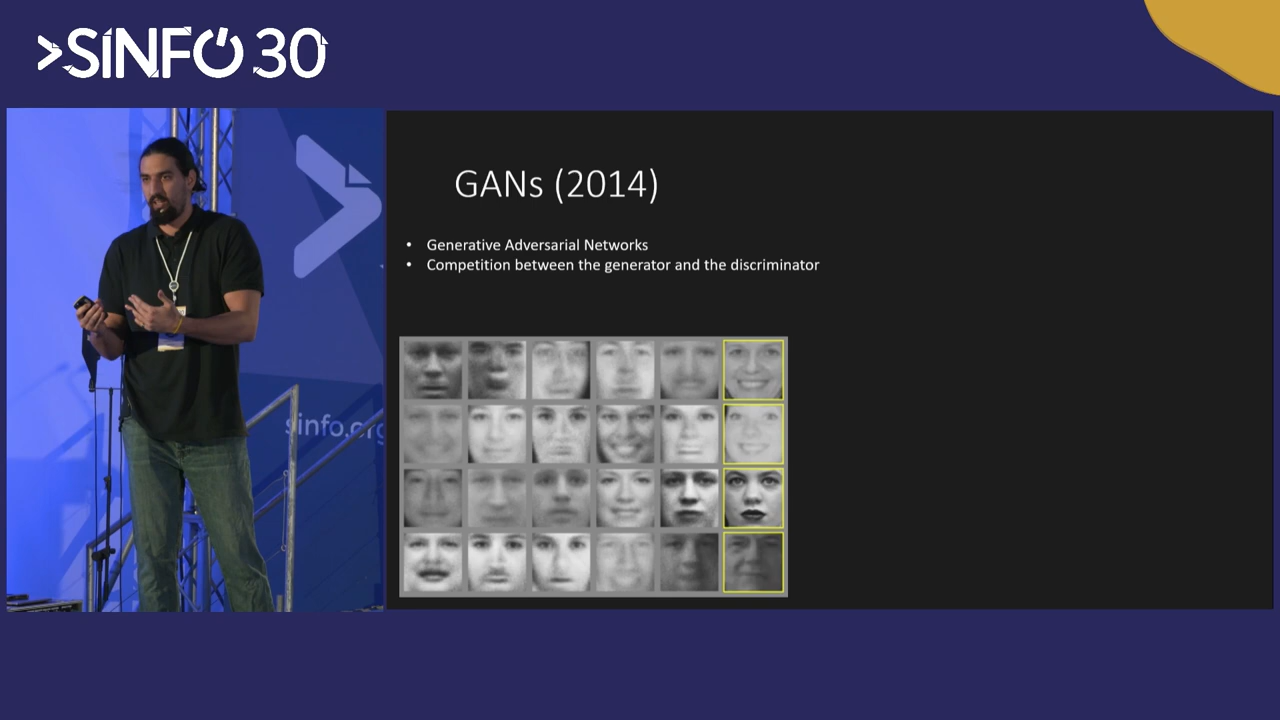 >SINFO 30
sinfo.org
GANs (2014)
• Generative Adversarial Networks
• Competition between the generator and the discriminator